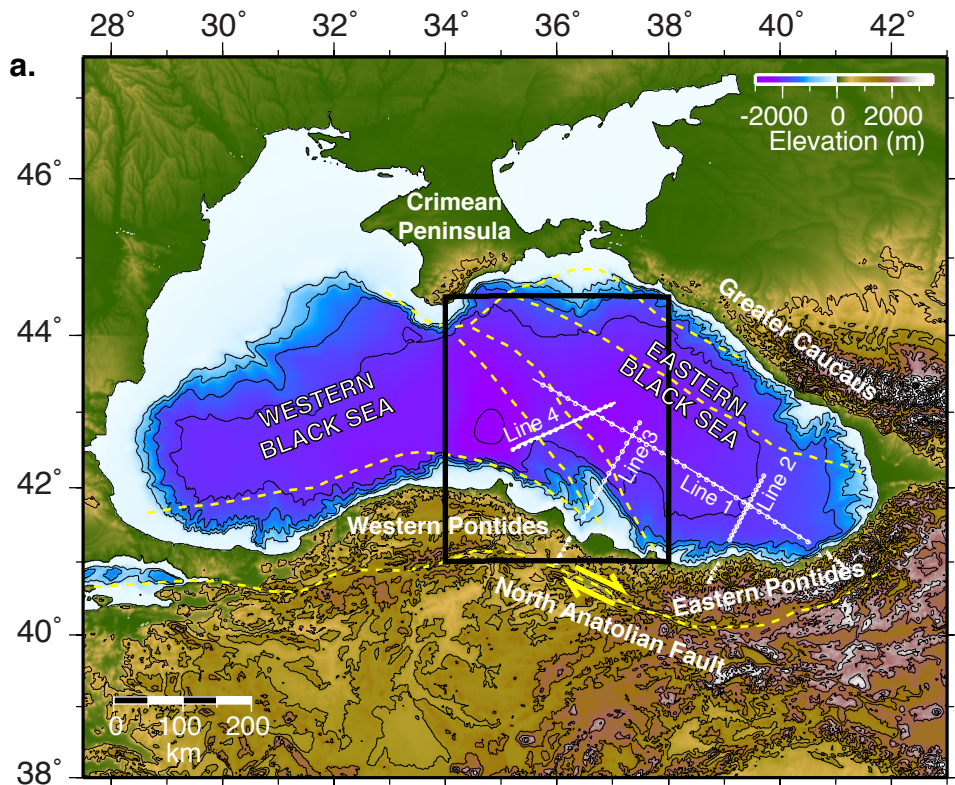 28° 30° 32° 34° 36° 38° 40° 42°
a.
-2000 0 2000
Elevation (m)
46°
Crimean
Peninsula
Greater Caucaus
44°
WESTERN
BLACK SEA
EASTERN
BLACK SEA
Line 4
Line 3
Line 1
Line 2
42°
Western Pontides
Eastern Pontides
North Anatolian Fault
40°
0 100 200
km
38°